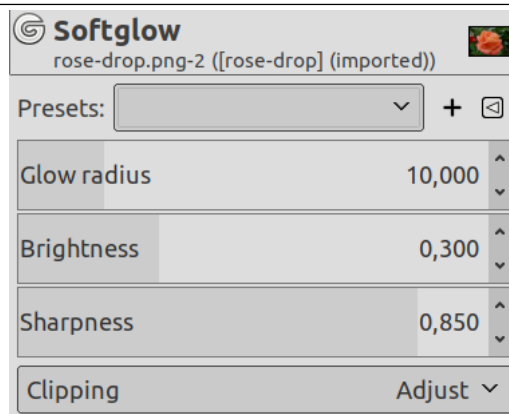 Softglow
rose-drop.png-2 ([rose-drop] (imported))
Presets:
Glow radius 10,000
Brightness 0,300
Sharpness 0,850
Clipping Adjust